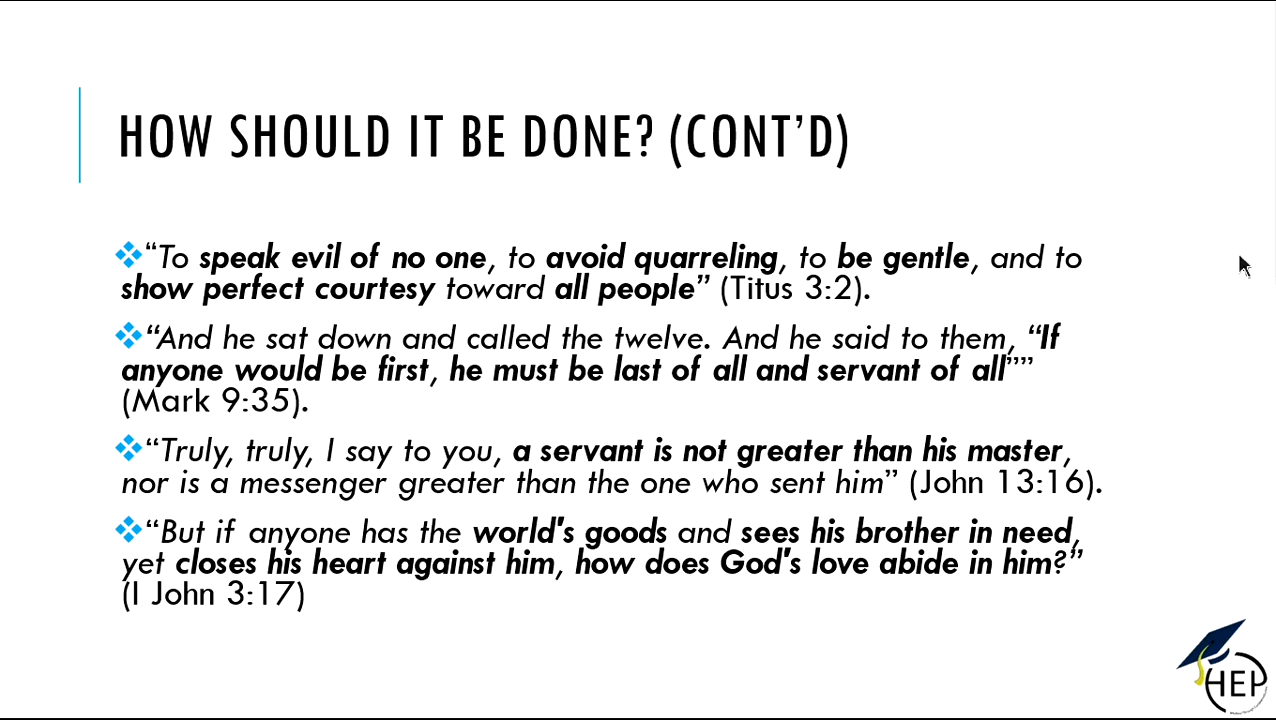 HOW SHOULD IT BE DONE? (CONT’D)
❖“To speak evil of no one, to avoid quarreling, to be gentle, and to
show perfect courtesy toward all people” (Titus 3:2).
❖“And he sat down and called the twelve. And he said to them, “If
anyone would be first, he must be last of all and servant of all”””
(Mark 9:35).
❖“Truly, truly, I say to you, a servant is not greater than his master,
nor is a messenger greater than the one who sent him” (John 13:16).
❖“But if anyone has the world's goods and sees his brother in need,
yet closes his heart against him, how does God's love abide in him?”
(I John 3:17)
HEP